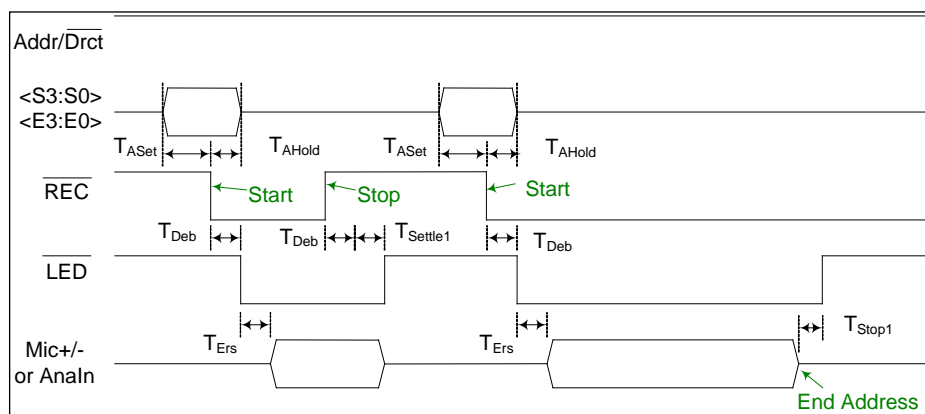 Addr/Drct
<S3:S0>
<E3:E0>
TASet
TAHold
TASet
TAHold
REC
Start
Stop
Start
TDeb
TDeb
TSettle1
TDeb
LED
TErs
TErs
TStop1
Mic+/-
or AnaIn
End Address